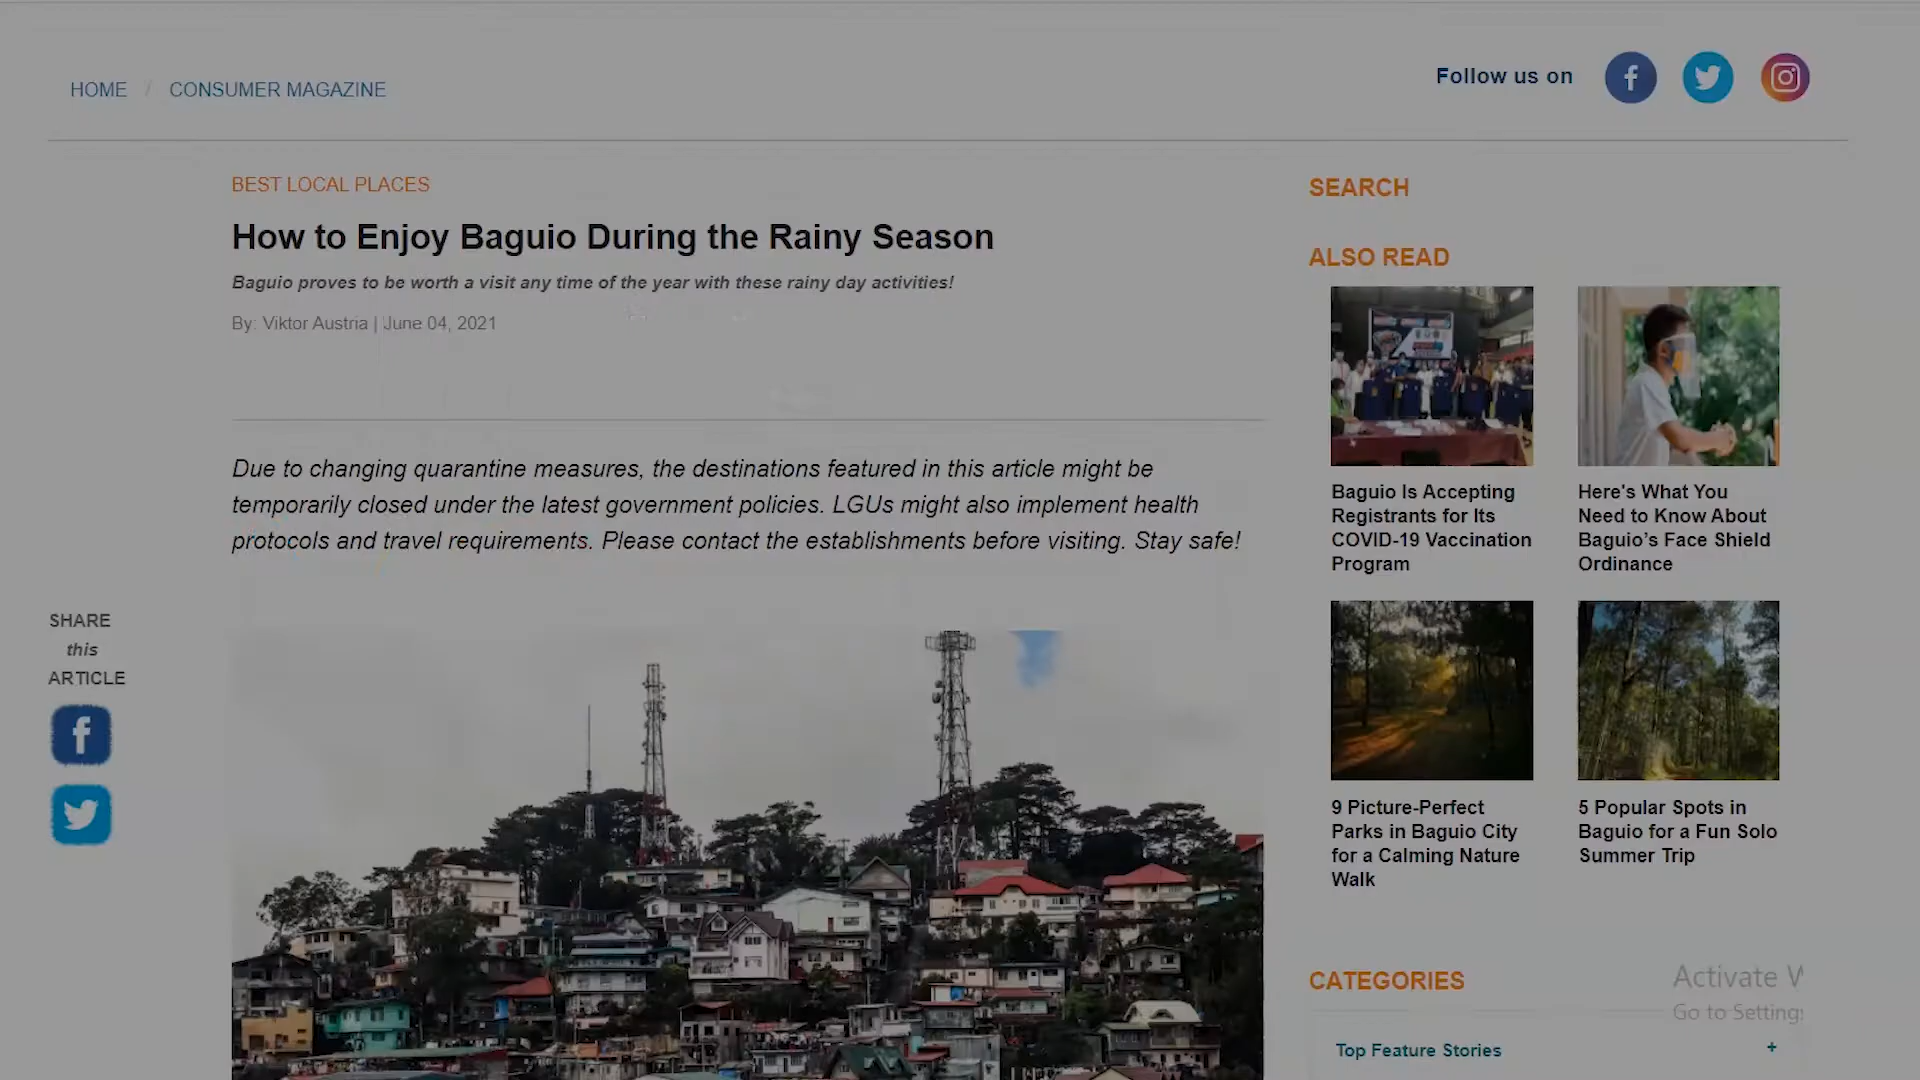 HOME / CONSUMER MAGAZINE
Follow us on
BEST LOCAL PLACES
How to Enjoy Baguio During the Rainy Season
Baguio proves to be worth a visit any time of the year with these rainy day activities!
By: Viktor Austria | June 04, 2021
Due to changing quarantine measures, the destinations featured in this article might be
temporarily closed under the latest government policies. LGUs might also implement health
protocols and travel requirements. Please contact the establishments before visiting. Stay safe!
SHARE
this
ARTICLE
SEARCH
ALSO READ
Baguio Is Accepting
Registrants for Its
COVID-19 Vaccination
Program
Here's What You
Need to Know About
Baguio’s Face Shield
Ordinance
9 Picture-Perfect
Parks in Baguio City
for a Calming Nature
Walk
5 Popular Spots in
Baguio for a Fun Solo
Summer Trip
CATEGORIES
Top Feature Stories +
Activate W
Go to Settings